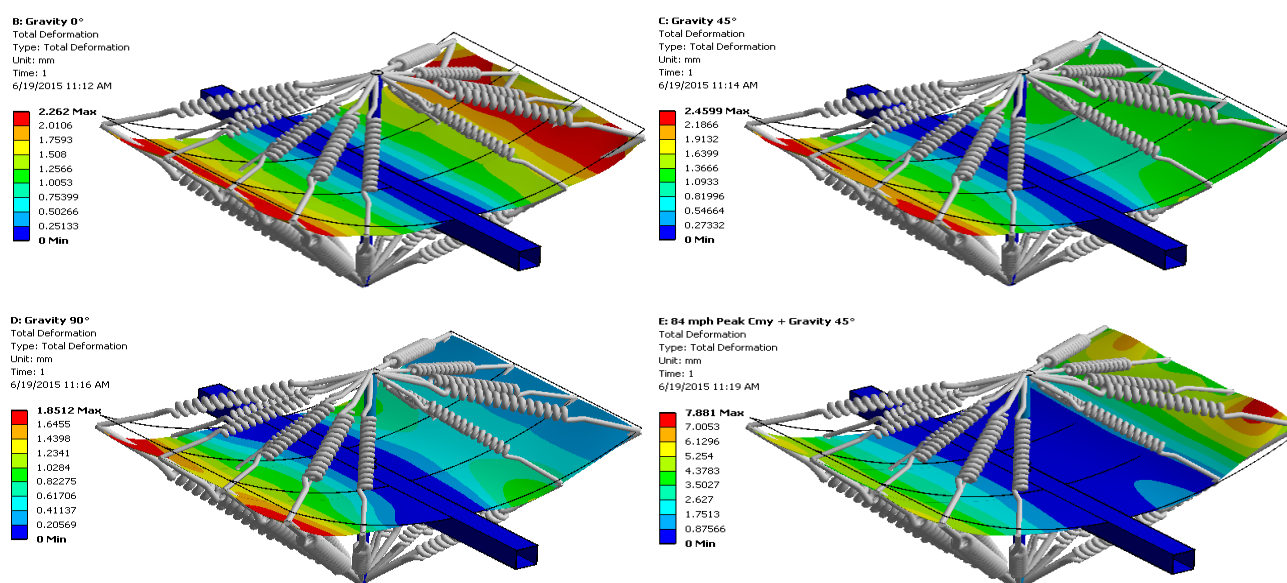 B: Gravity 0°
Total Deformation
Type: Total Deformation
Unit: mm
Time: 1
6/19/2015 11:12 AM
2.262 Max
2.0106
1.7593
1.508
1.2566
1.0053
0.75399
0.50266
0.25133
0 Min
C: Gravity 45°
Total Deformation
Type: Total Deformation
Unit: mm
Time: 1
6/19/2015 11:14 AM
2.4599 Max
2.1866
1.9132
1.6399
1.3666
1.0933
0.81996
0.54664
0.27332
0 Min
D: Gravity 90°
Total Deformation
Type: Total Deformation
Unit: mm
Time: 1
6/19/2015 11:16 AM
1.8512 Max
1.6455
1.4398
1.2341
1.0284
0.82275
0.61706
0.41137
0.20569
0 Min
E: 84 mph Peak Cmy + Gravity 45°
Total Deformation
Type: Total Deformation
Unit: mm
Time: 1
6/19/2015 11:19 AM
7.881 Max
7.0053
6.1296
5.254
4.3783
3.5027
2.627
1.7513
0.87566
0 Min